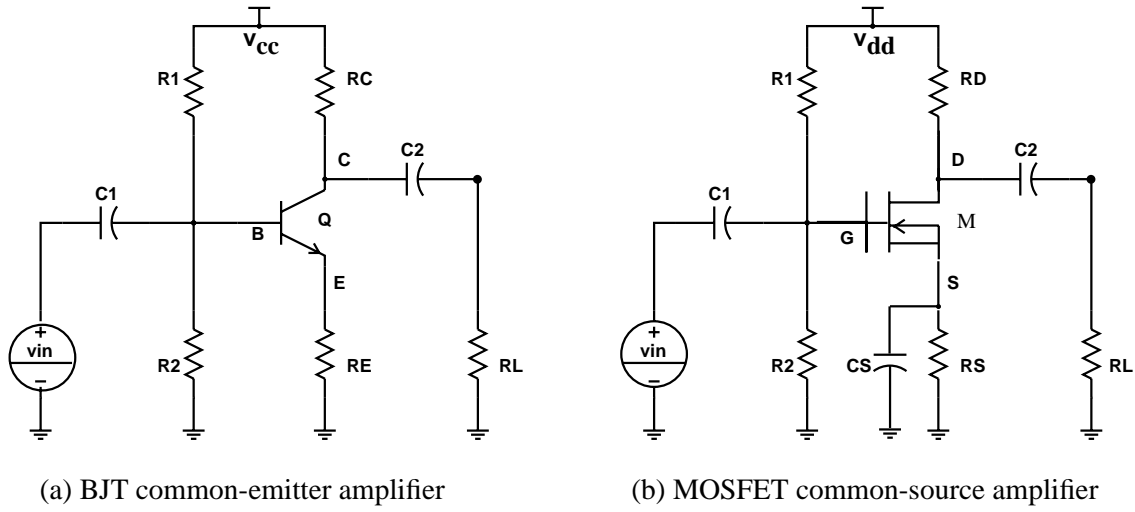 Vcc
R1
RC
C
C2
C1
B
Q
E
+
vin
−
R2
RE
RL
(a) BJT common-emitter amplifier
Vdd
R1
RD
D
C2
C1
G
M
S
+
vin
−
R2
CS
RS
RL
(b) MOSFET common-source amplifier